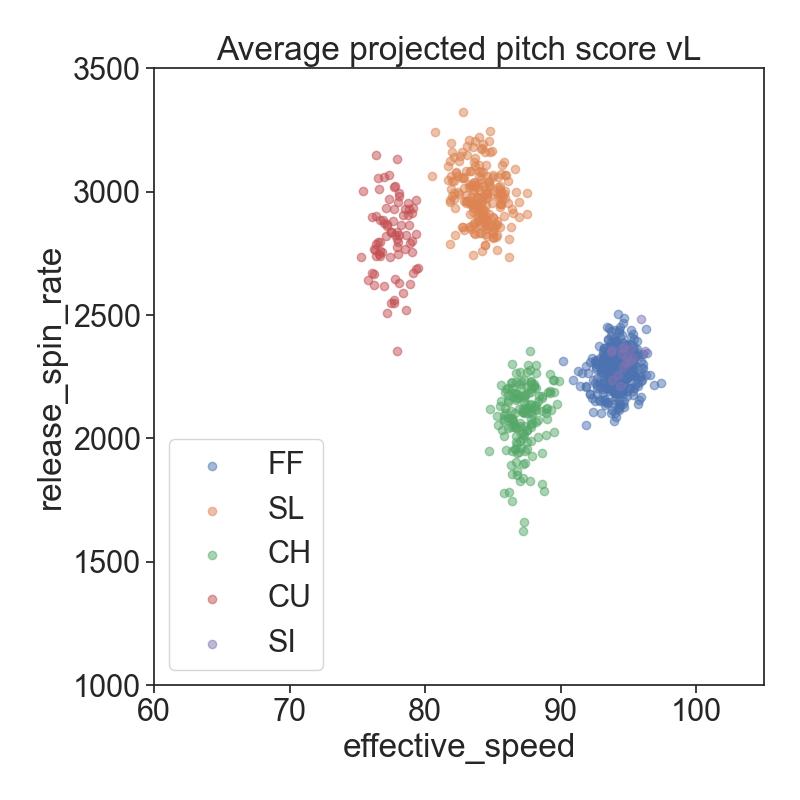 Average projected pitch score vL
3500
3000
2500
2000
1500
1000
release_spin_rate
FF
SL
CH
CU
SI
60
70
80
90
100
effective_speed